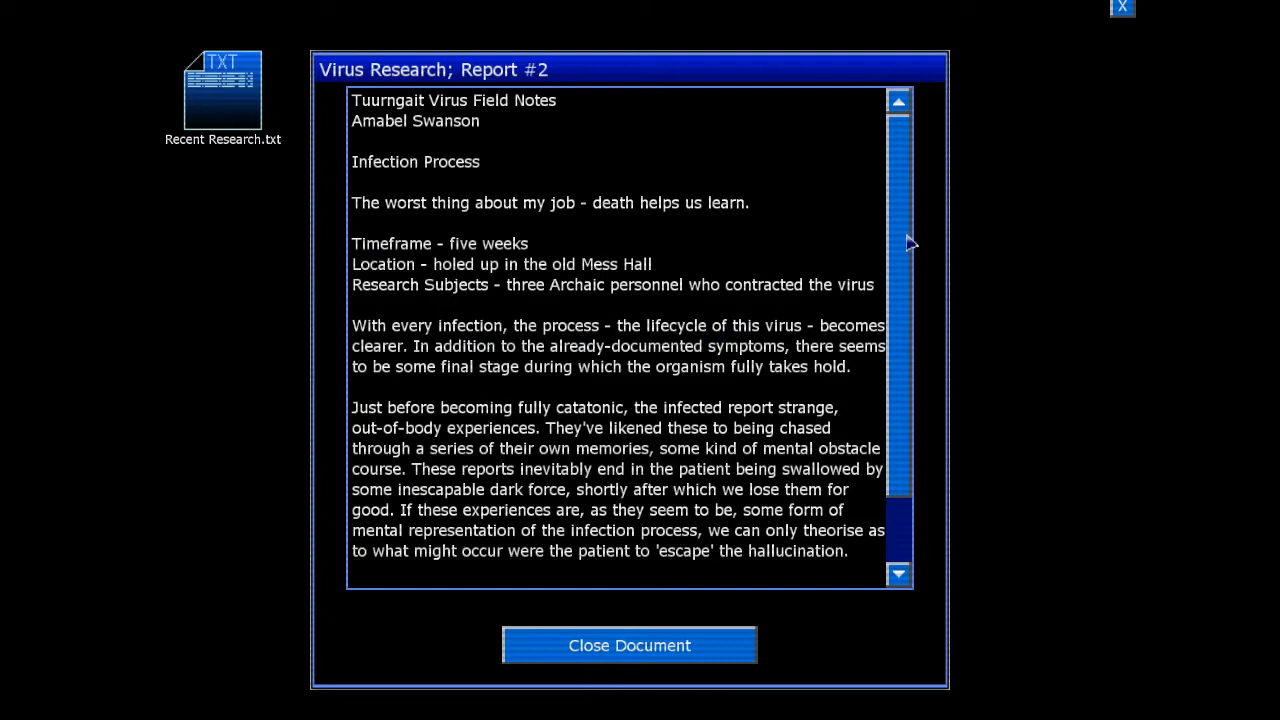 X
TXT
Recent Research.txt
Virus Research; Report #2
Tuurngait Virus Field Notes
Amabel Swanson
Infection Process
The worst thing about my job - death helps us learn.
Timeframe - five weeks
Location - holed up in the old Mess Hall
Research Subjects - three Archaic personnel who contracted the virus
With every infection, the process - the lifecycle of this virus - becomes
clearer. In addition to the already-documented symptoms, there seems
to be some final stage during which the organism fully takes hold.
Just before becoming fully catatonic, the infected report strange,
out-of-body experiences. They've likened these to being chased
through a series of their own memories, some kind of mental obstacle
course. These reports inevitably end in the patient being swallowed by
some inescapable dark force, shortly after which we lose them for
good. If these experiences are, as they seem to be, some form of
mental representation of the infection process, we can only theorise as
to what might occur were the patient to 'escape' the hallucination.
Close Document